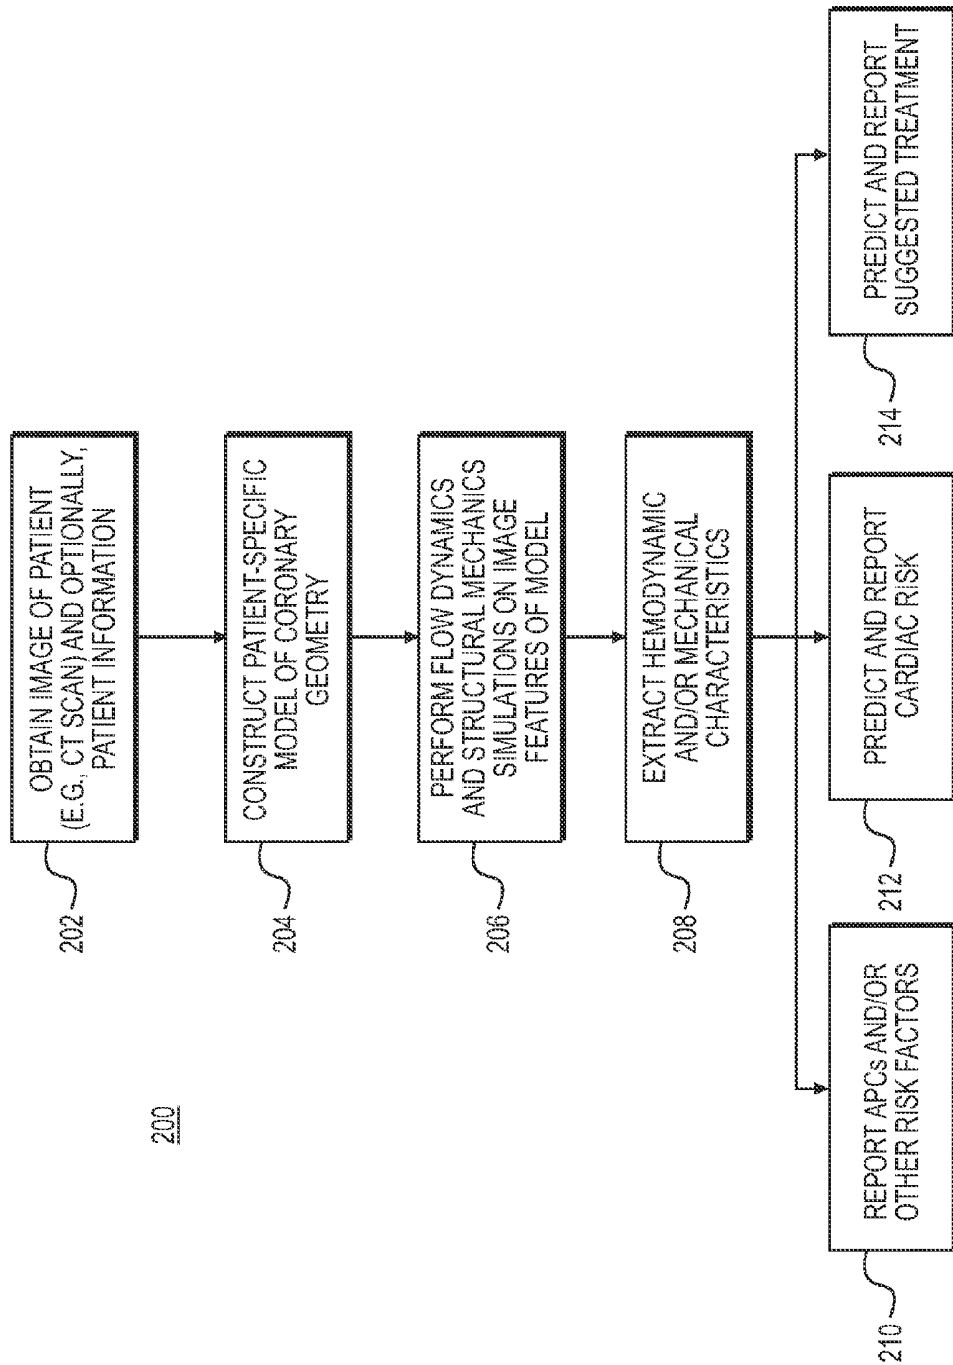 200
202
OBTAIN IMAGE OF PATIENT
(E.G., CT SCAN) AND OPTIONALLY,
PATIENT INFORMATION
204
CONSTRUCT PATIENT-SPECIFIC
MODEL OF CORONARY
GEOMETRY
206
PERFORM FLOW DYNAMICS
AND STRUCTURAL MECHANICS
SIMULATIONS ON IMAGE
FEATURES OF MODEL
208
EXTRACT HEMODYNAMIC
AND/OR MECHANICAL
CHARACTERISTICS
210
REPORT APCs AND/OR
OTHER RISK FACTORS
212
PREDICT AND REPORT
CARDIAC RISK
214
PREDICT AND REPORT
SUGGESTED TREATMENT